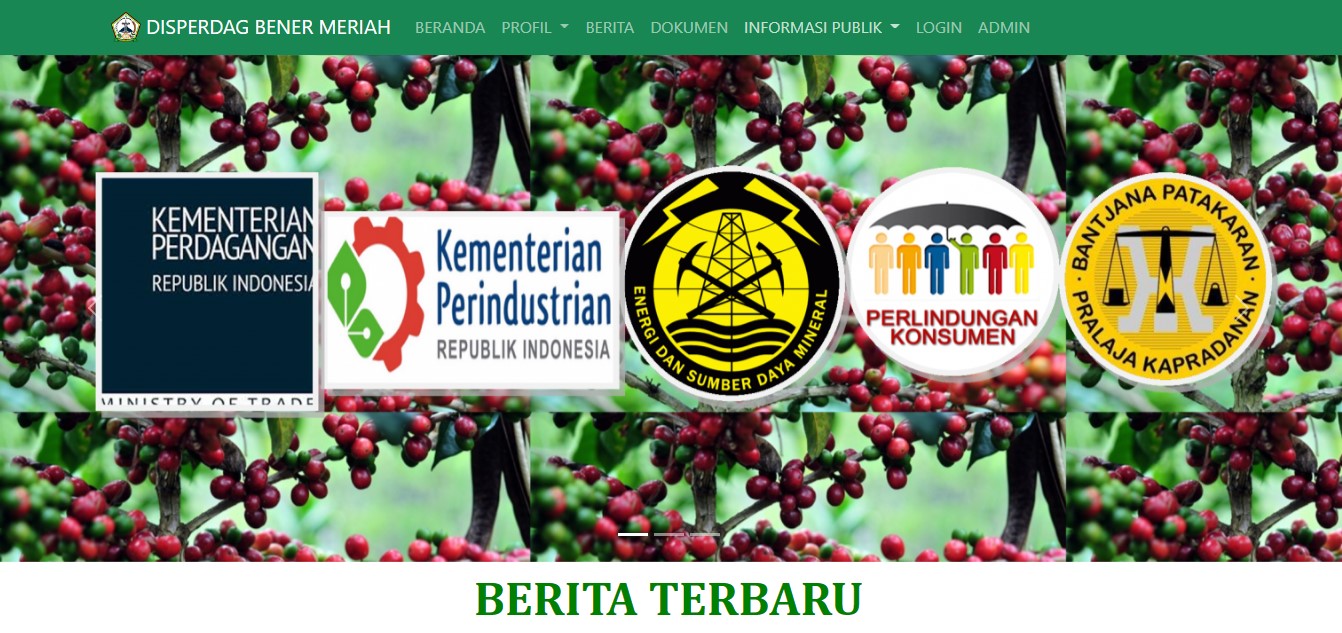 DISPERDAG BENER MERIAH BERANDA PROFIL BERITA DOKUMEN INFORMASI PUBLIK LOGIN ADMIN
KEMENTERIAN
PERDAGANGAN
REPUBLIK INDONESIA
MINISTRY OF TRADE
Kementerian
Perindustrian
REPUBLIK INDONESIA
ENERGI DAN SUMBER DAYA MINERAL
PERLINDUNGAN
KONSUMEN
BANTJANA PATAKARAN
· PRALAJA KAPRADANAN ·
BERITA TERBARU